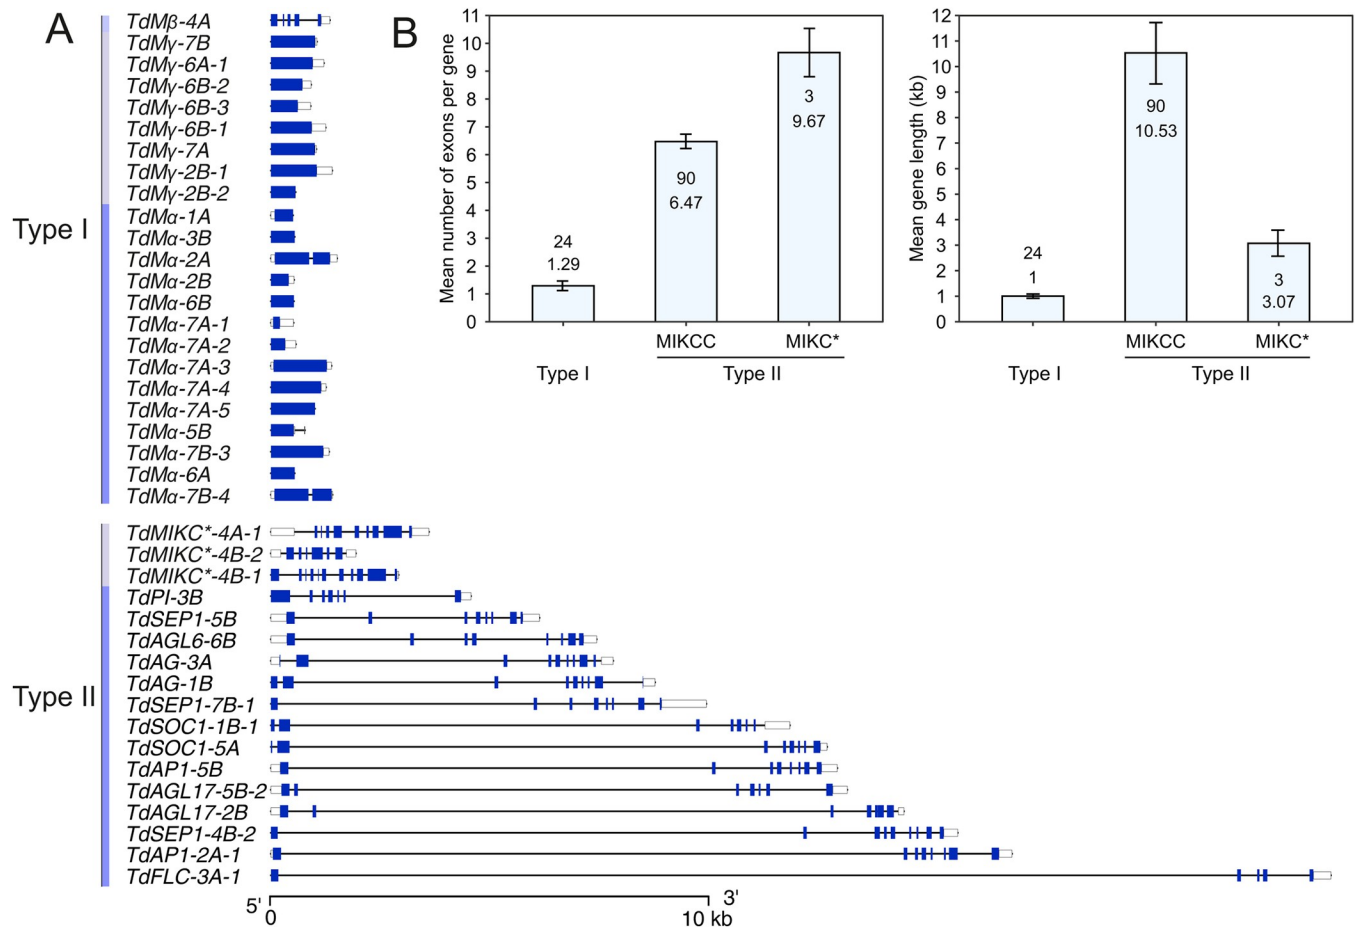 A
TdMβ-4A
TdMγ-7B
TdMγ-6A-1
TdMγ-6B-2
TdMγ-6B-3
TdMγ-6B-1
TdMγ-7A
TdMγ-2B-1
TdMγ-2B-2
TdMα-1A
Type I
TdMα-3B
TdMα-2A
TdMα-2B
TdMα-6B
TdMα-7A-1
TdMα-7A-2
TdMα-7A-3
TdMα-7A-4
TdMα-7A-5
TdMα-5B
TdMα-7B-3
TdMα-6A
TdMα-7B-4
TdMIKC*-4A-1
TdMIKC*-4B-2
TdMIKC*-4B-1
TdPI-3B
TdSEP1-5B
TdAGL6-6B
TdAG-3A
TdAG-1B
Type II
TdSEP1-7B-1
TdSOC1-1B-1
TdSOC1-5A
TdAP1-5B
TdAGL17-5B-2
TdAGL17-2B
TdSEP1-4B-2
TdAP1-2A-1
TdFLC-3A-1
5' 3'
0 10 kb
B
Mean number of exons per gene
11
10
9
8
7
6
5
4
3
2
1
0
24
1.29
90
6.47
3
9.67
MIKCC MIKC*
Type I Type II
Mean gene length (kb)
12
11
10
9
8
7
6
5
4
3
2
1
0
24
1
90
10.53
3
3.07
MIKCC MIKC*
Type I Type II